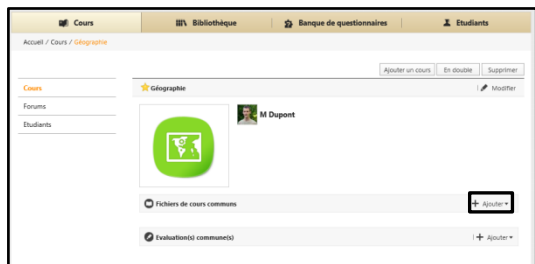 Cours
Bibliothèque
Banque de questionnaires
Etudiants
Accueil / Cours / Géographie
Ajouter un cours
En double
Supprimer
Cours
Forums
Etudiants
Géographie
Modifier
M Dupont
Fichiers de cours communs
Ajouter
Evaluation(s) commune(s)
Ajouter